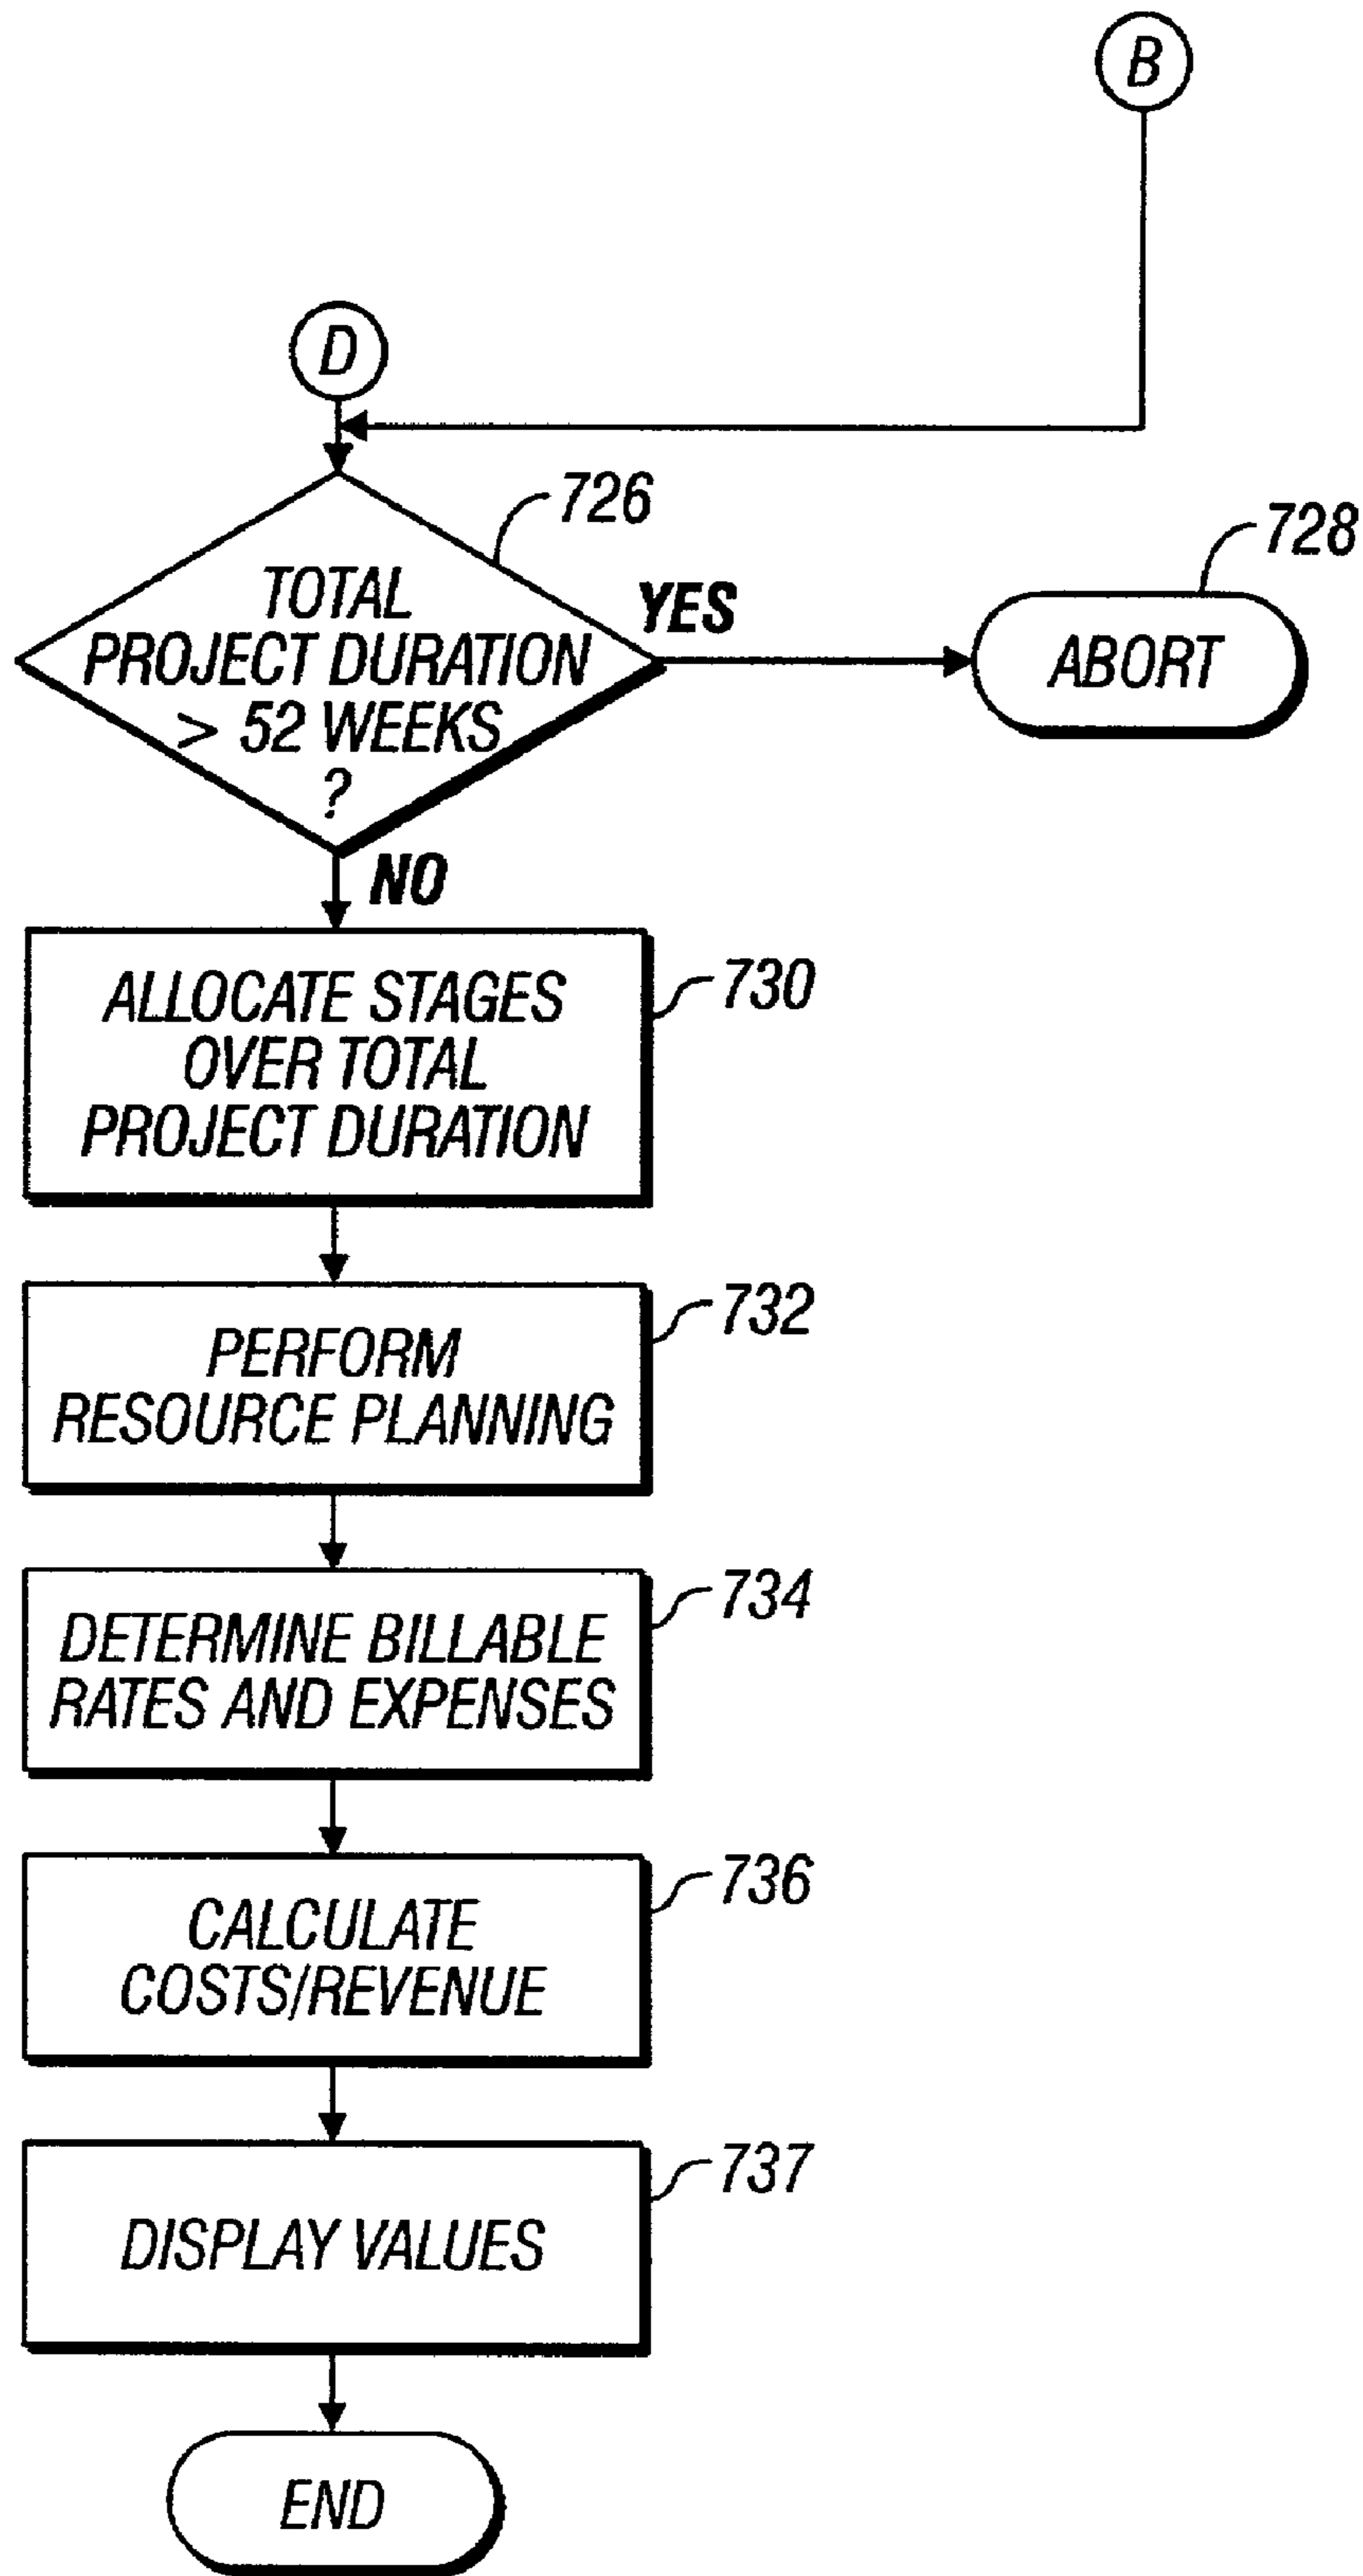 B
D
726
TOTAL
PROJECT DURATION
> 52 WEEKS
?
YES
728
ABORT
NO
730
ALLOCATE STAGES
OVER TOTAL
PROJECT DURATION
732
PERFORM
RESOURCE PLANNING
734
DETERMINE BILLABLE
RATES AND EXPENSES
736
CALCULATE
COSTS/REVENUE
737
DISPLAY VALUES
END